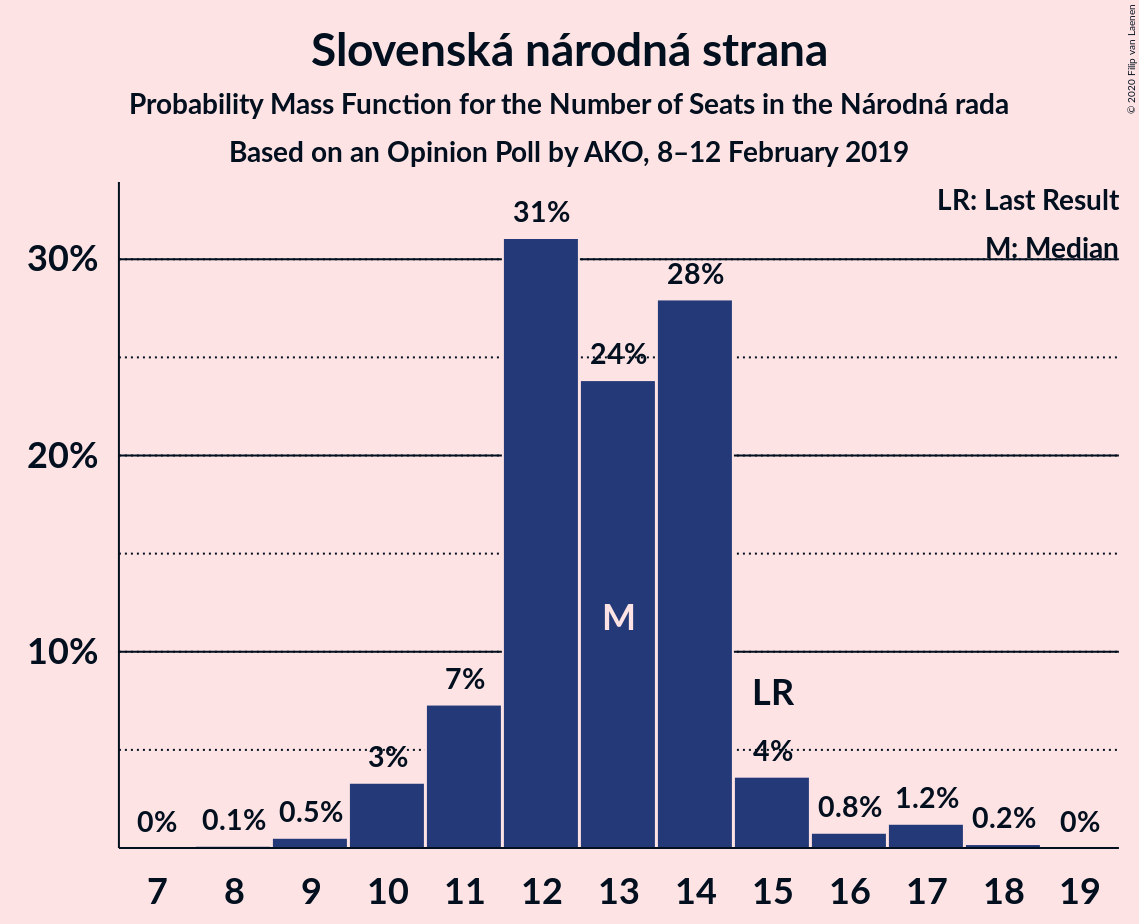 Slovenská národná strana
Probability Mass Function for the Number of Seats in the Národná rada
Based on an Opinion Poll by AKO, 8–12 February 2019
© 2020 Filip van Laenen
LR: Last Result
M: Median
30%
20%
10%
0%
0.1%
0.5%
3%
7%
31%
24%
28%
4%
0.8%
1.2%
0.2%
0%
M
LR
7 8 9 10 11 12 13 14 15 16 17 18 19